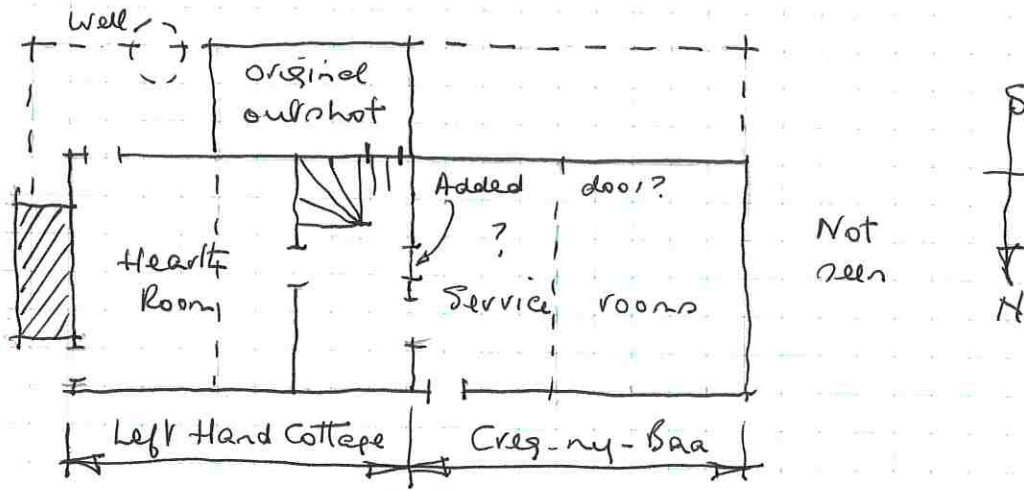 Well
original
outshot
S
Added
door?
?
Hearth
Room
Service
rooms
Not
seen
N
Left Hand Cottage
Creg-ny-Baa